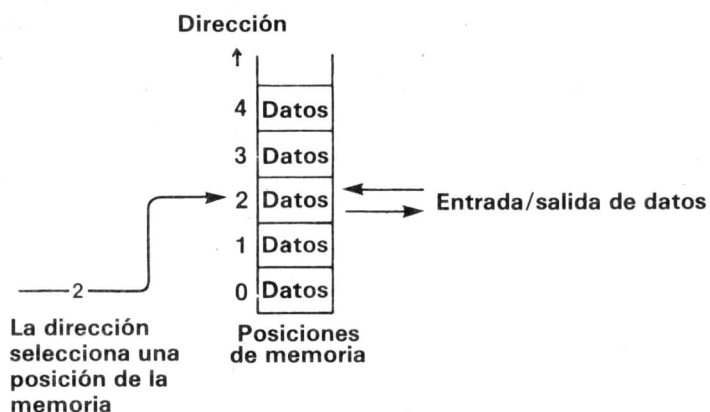 Dirección
4 Datos
3 Datos
2 Datos
Entrada/salida de datos
1 Datos
2
0 Datos
La dirección
selecciona una
posición de la
memoria
Posiciones
de memoria